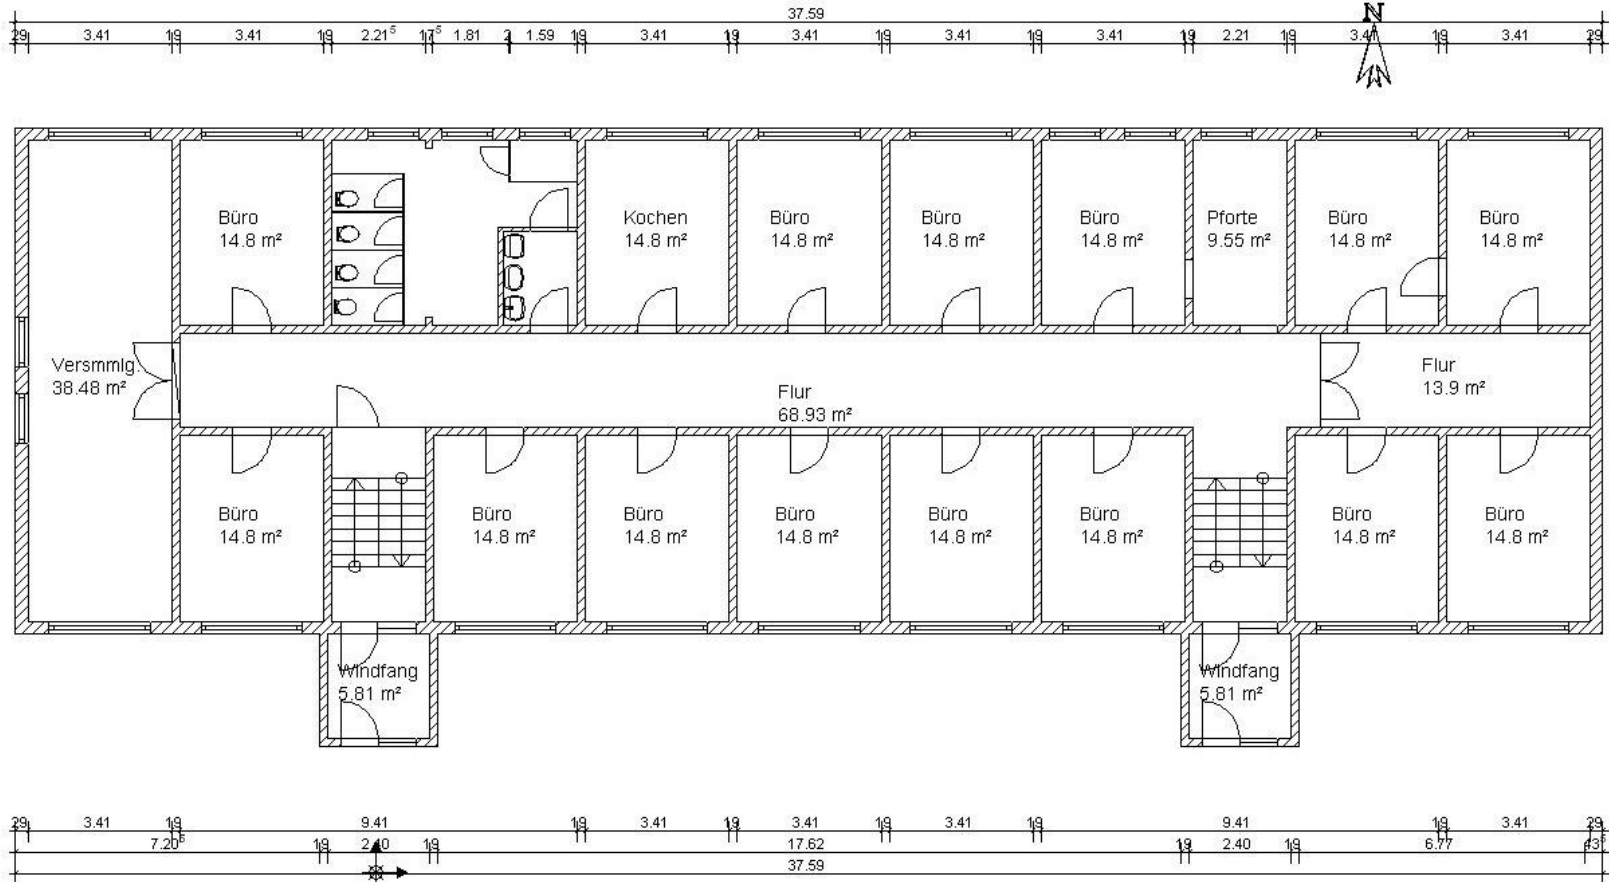 37.59
N
29 3.41 19 3.41 19 2.21⁵ 17⁵ 1.81 2 1.59 19 3.41 19 3.41 19 3.41 19 3.41 19 2.21 19 3.41 19 3.41 29
Büro
14.8 m²
Kochen
14.8 m²
Büro
14.8 m²
Büro
14.8 m²
Büro
14.8 m²
Pforte
9.55 m²
Büro
14.8 m²
Büro
14.8 m²
Versmmlg.
38.48 m²
Flur
68.93 m²
Flur
13.9 m²
Büro
14.8 m²
Büro
14.8 m²
Büro
14.8 m²
Büro
14.8 m²
Büro
14.8 m²
Büro
14.8 m²
Büro
14.8 m²
Büro
14.8 m²
Windfang
5.81 m²
Windfang
5.81 m²
29 3.41 19 9.41 19 3.41 19 3.41 19 3.41 19 9.41 19 3.41 29
7.20⁵ 19 2.40 19 17.62 19 2.40 19 6.77 43⁵
37.59